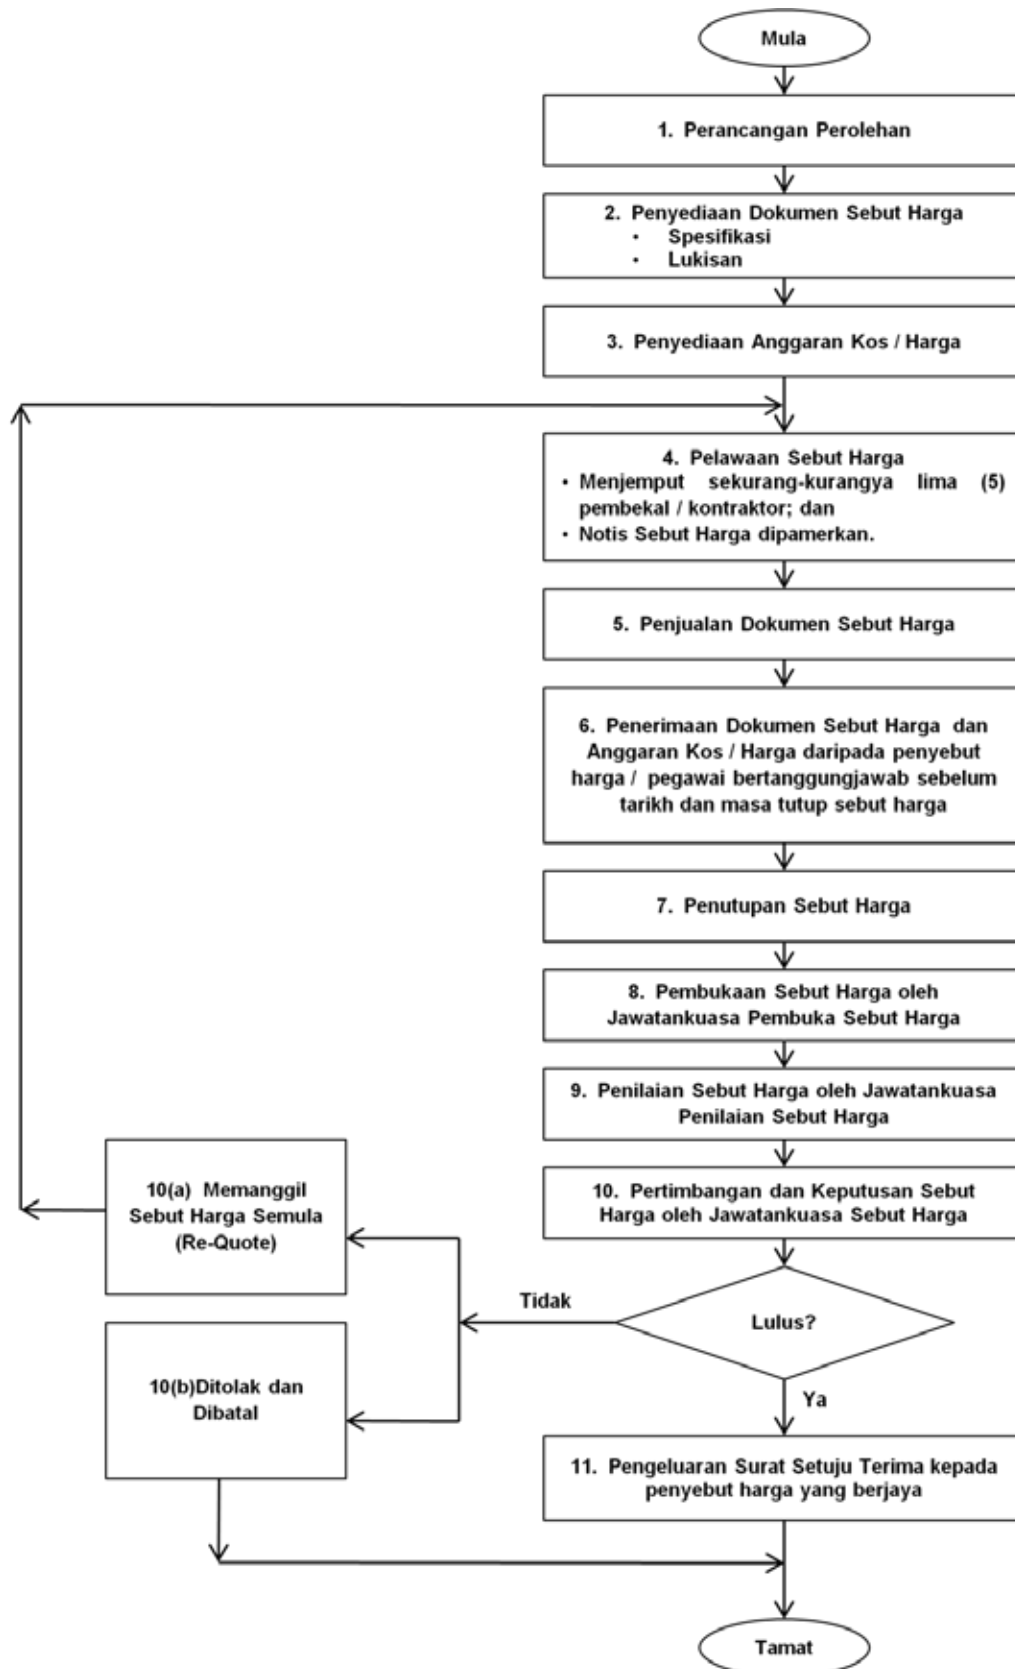 Mula
1. Perancangan Perolehan
2. Penyediaan Dokumen Sebut Harga
• Spesifikasi
• Lukisan
3. Penyediaan Anggaran Kos / Harga
4. Pelawaan Sebut Harga
• Menjemput sekurang-kurangya lima (5)
pembekal / kontraktor; dan
• Notis Sebut Harga dipamerkan.
5. Penjualan Dokumen Sebut Harga
6. Penerimaan Dokumen Sebut Harga dan
Anggaran Kos / Harga daripada penyebut
harga / pegawai bertanggungjawab sebelum
tarikh dan masa tutup sebut harga
7. Penutupan Sebut Harga
8. Pembukaan Sebut Harga oleh
Jawatankuasa Pembuka Sebut Harga
9. Penilaian Sebut Harga oleh Jawatankuasa
Penilaian Sebut Harga
10. Pertimbangan dan Keputusan Sebut
Harga oleh Jawatankuasa Sebut Harga
10(a) Memanggil
Sebut Harga Semula
(Re-Quote)
Tidak
Lulus?
10(b)Ditolak dan
Dibatal
Ya
11. Pengeluaran Surat Setuju Terima kepada
penyebut harga yang berjaya
Tamat